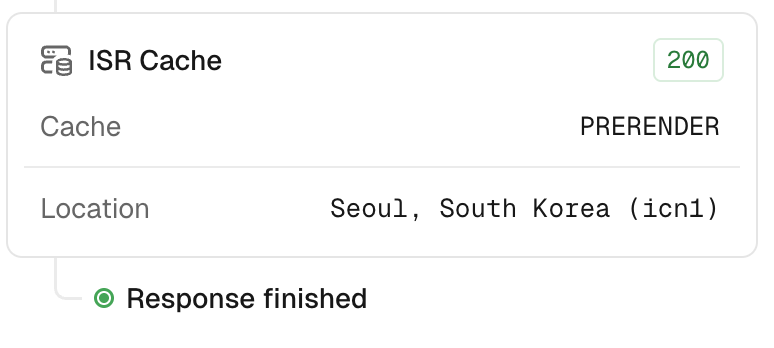 ISR Cache 200
Cache PRERENDER
Location Seoul, South Korea (icn1)
Response finished